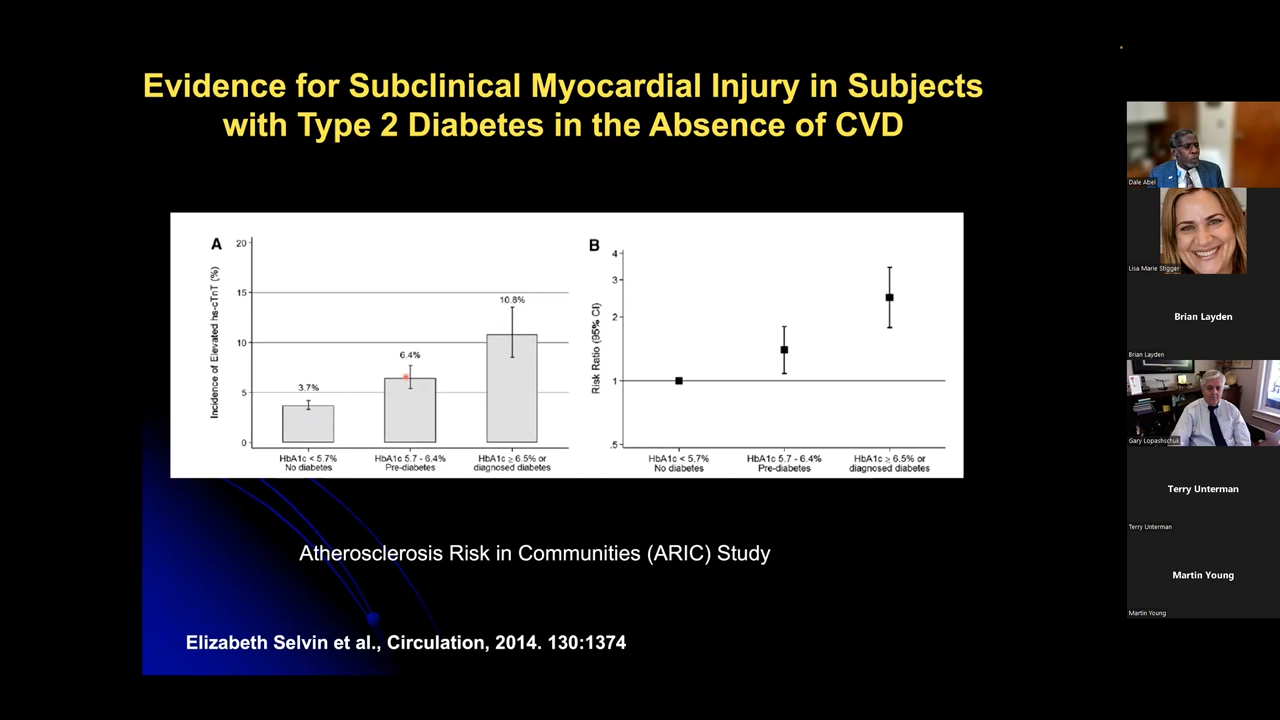 Evidence for Subclinical Myocardial Injury in Subjects
with Type 2 Diabetes in the Absence of CVD
A
Incidence of Elevated hs-cTnT (%)
20
15
10
5
0
3.7%
6.4%
10.8%
HbA1c < 5.7%
No diabetes
HbA1c 5.7 - 6.4%
Pre-diabetes
HbA1c ≥ 6.5% or
diagnosed diabetes
B
Risk Ratio (95% CI)
4
3
2
1
.5
HbA1c < 5.7%
No diabetes
HbA1c 5.7 - 6.4%
Pre-diabetes
HbA1c ≥ 6.5% or
diagnosed diabetes
Atherosclerosis Risk in Communities (ARIC) Study
Elizabeth Selvin et al., Circulation, 2014. 130:1374
Dale Abel
Lisa Marie Stigger
Brian Layden
Brian Layden
Gary Lopashschuk
Terry Unterman
Terry Unterman
Martin Young
Martin Young